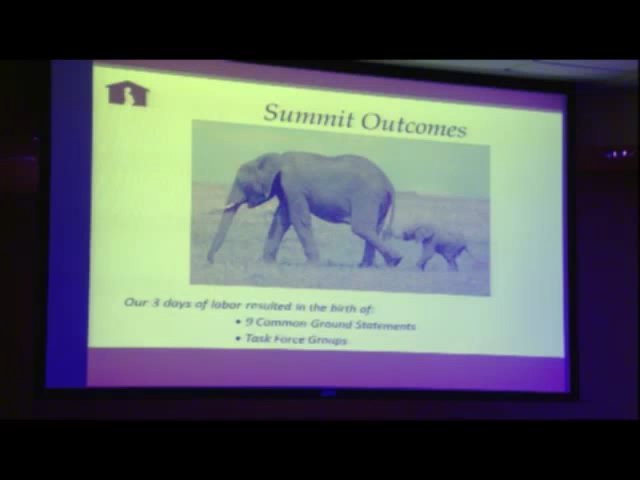 Summit Outcomes
Our 3 days of labor resulted in the birth of:
• 9 Common Ground Statements
• Task Force Groups